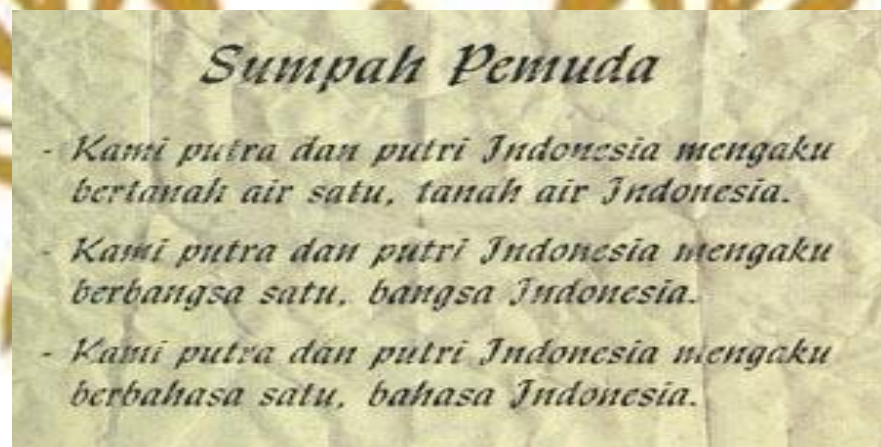 Sumpah Pemuda
- Kami putra dan putri Indonesia mengaku
bertanah air satu, tanah air Indonesia.
- Kami putra dan putri Indonesia mengaku
berbangsa satu, bangsa Indonesia.
- Kami putra dan putri Indonesia mengaku
berbahasa satu, bahasa Indonesia.